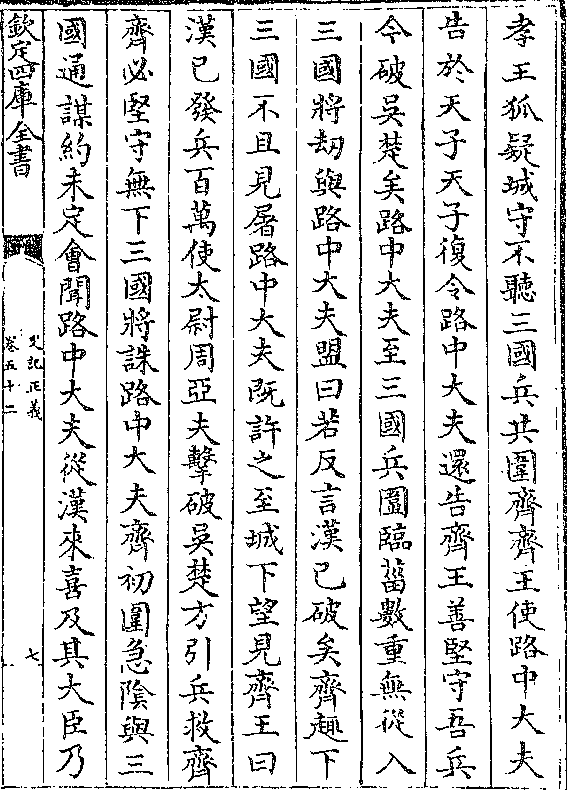 孝王狐疑城守不聽三國兵共圍齊齊王使路中大夫
告於天子天子復令路中大夫還告齊王善堅守吾兵
今破吳楚矣路中大夫至三國兵圍臨菑數重無從入
三國將劫與路中大夫盟曰若反言漢已破矣齊趣下
三國不且見屠路中大夫既許之至城下望見齊王曰
漢已發兵百萬使太尉周亞夫擊破吳楚方引兵救齊
齊必堅守無下三國將誅路中大夫齊初圍急陰與三
國通謀約未定會聞路中大夫從漢來喜及其大臣乃
欽定四庫全書
史記正義
卷五十二
七